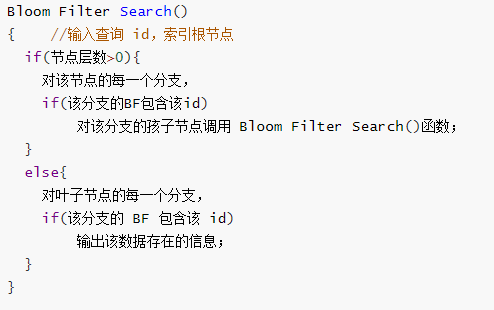 Bloom Filter Search()
{    //输入查询 id，索引根节点
  if(节点层数>0){
    对该节点的每一个分支，
    if(该分支的BF包含该id)
        对该分支的孩子节点调用 Bloom Filter Search()函数；
  }
  else{
    对叶子节点的每一个分支，
    if(该分支的 BF 包含该 id)
        输出该数据存在的信息；
  }
}